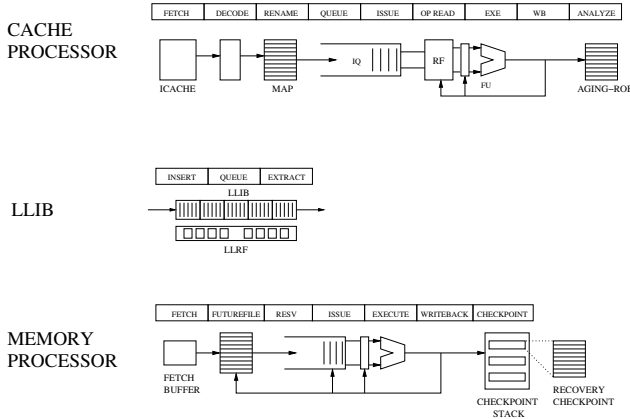 CACHE
PROCESSOR
FETCH DECODE RENAME QUEUE ISSUE OP READ EXE WB ANALYZE
IQ RF
ICACHE MAP FU AGING-ROB
LLIB
INSERT QUEUE EXTRACT
LLIB
LLRF
MEMORY
PROCESSOR
FETCH FUTUREFILE RESV ISSUE EXECUTE WRITEBACK CHECKPOINT
FETCH
BUFFER
CHECKPOINT
STACK
RECOVERY
CHECKPOINT